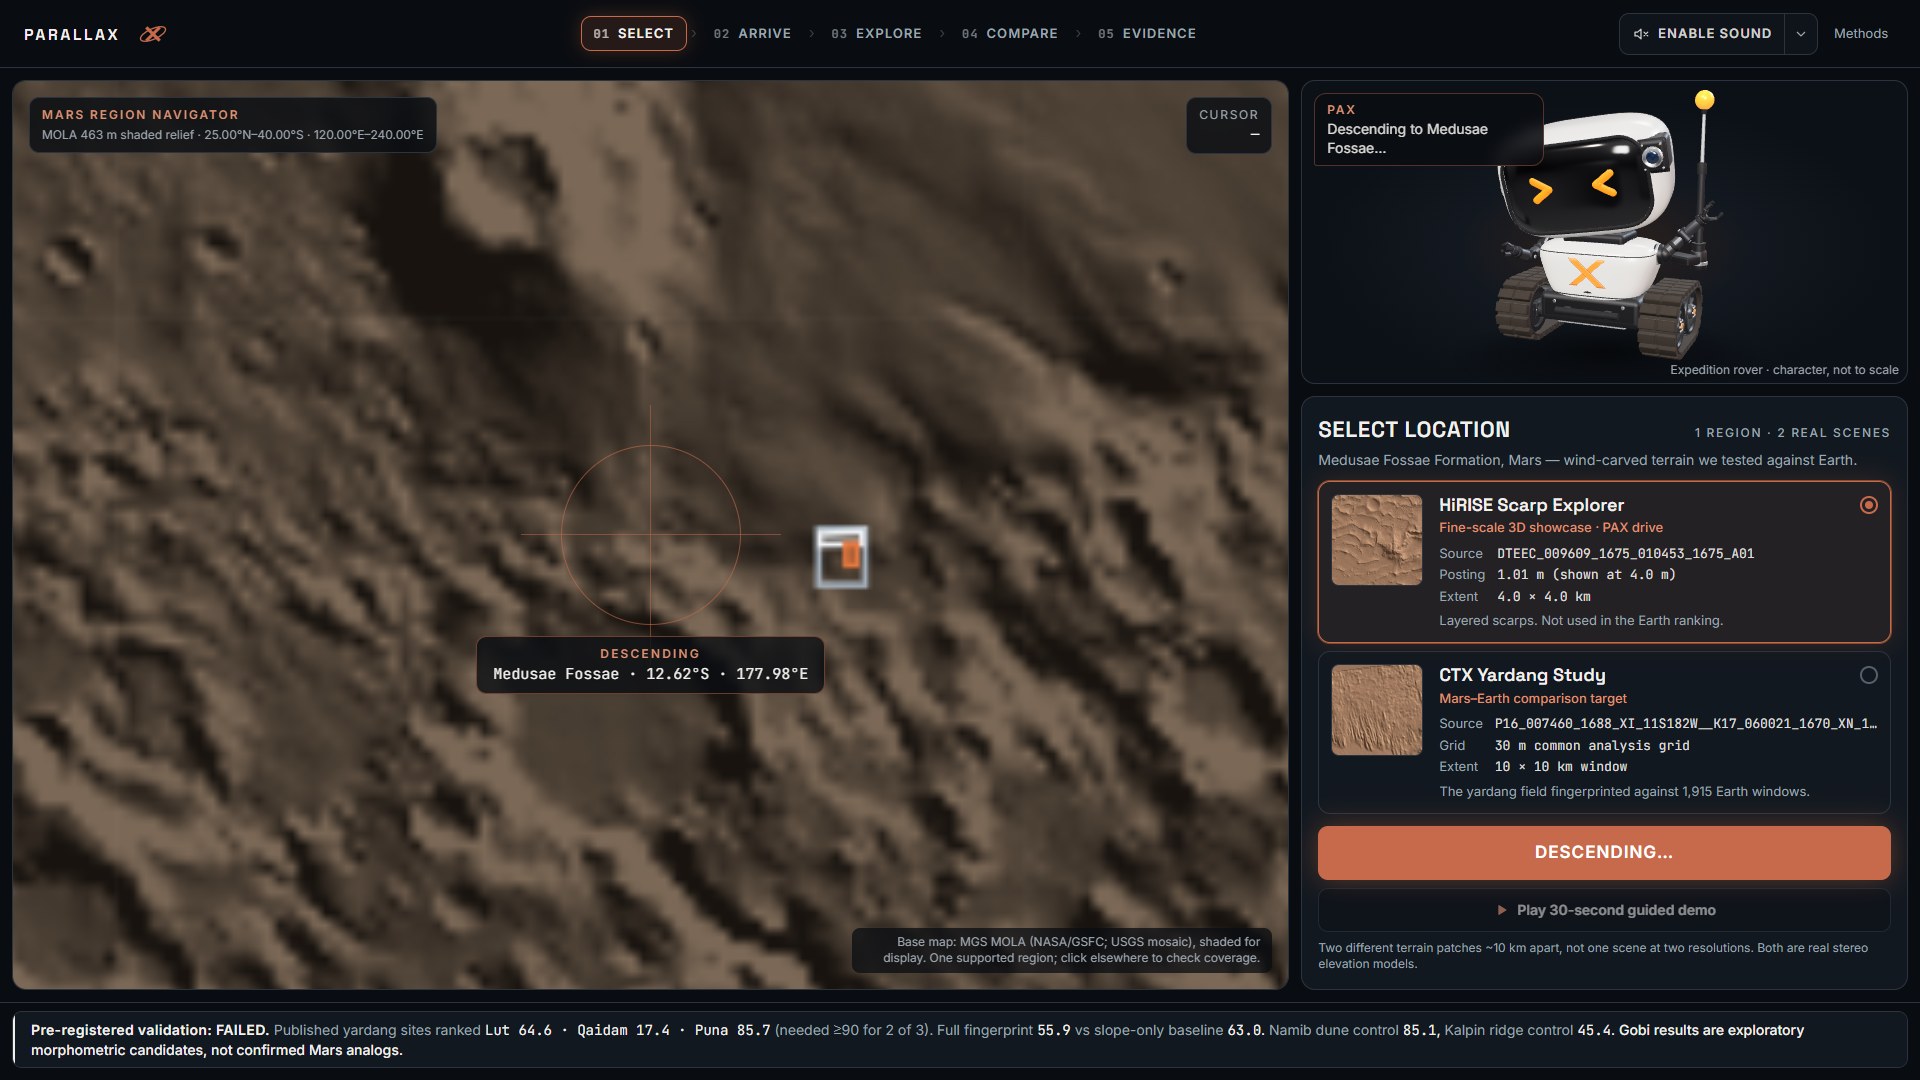 PARALLAX
01 SELECT › 02 ARRIVE › 03 EXPLORE › 04 COMPARE › 05 EVIDENCE
ENABLE SOUND
Methods
MARS REGION NAVIGATOR
MOLA 463 m shaded relief · 25.00°N–40.00°S · 120.00°E–240.00°E
CURSOR
—
DESCENDING
Medusae Fossae · 12.62°S · 177.98°E
Base map: MGS MOLA (NASA/GSFC; USGS mosaic), shaded for
display. One supported region; click elsewhere to check coverage.
PAX
Descending to Medusae
Fossae...
X
Expedition rover · character, not to scale
SELECT LOCATION
1 REGION · 2 REAL SCENES
Medusae Fossae Formation, Mars — wind-carved terrain we tested against Earth.
HiRISE Scarp Explorer
Fine-scale 3D showcase · PAX drive
Source DTEEC_009609_1675_010453_1675_A01
Posting 1.01 m (shown at 4.0 m)
Extent 4.0 × 4.0 km
Layered scarps. Not used in the Earth ranking.
CTX Yardang Study
Mars–Earth comparison target
Source P16_007460_1688_XI_11S182W__K17_060021_1670_XN_1…
Grid 30 m common analysis grid
Extent 10 × 10 km window
The yardang field fingerprinted against 1,915 Earth windows.
DESCENDING...
Play 30-second guided demo
Two different terrain patches ~10 km apart, not one scene at two resolutions. Both are real stereo
elevation models.
Pre-registered validation: FAILED. Published yardang sites ranked Lut 64.6 · Qaidam 17.4 · Puna 85.7 (needed ≥90 for 2 of 3). Full fingerprint 55.9 vs slope-only baseline 63.0. Namib dune control 85.1, Kalpin ridge control 45.4. Gobi results are exploratory
morphometric candidates, not confirmed Mars analogs.